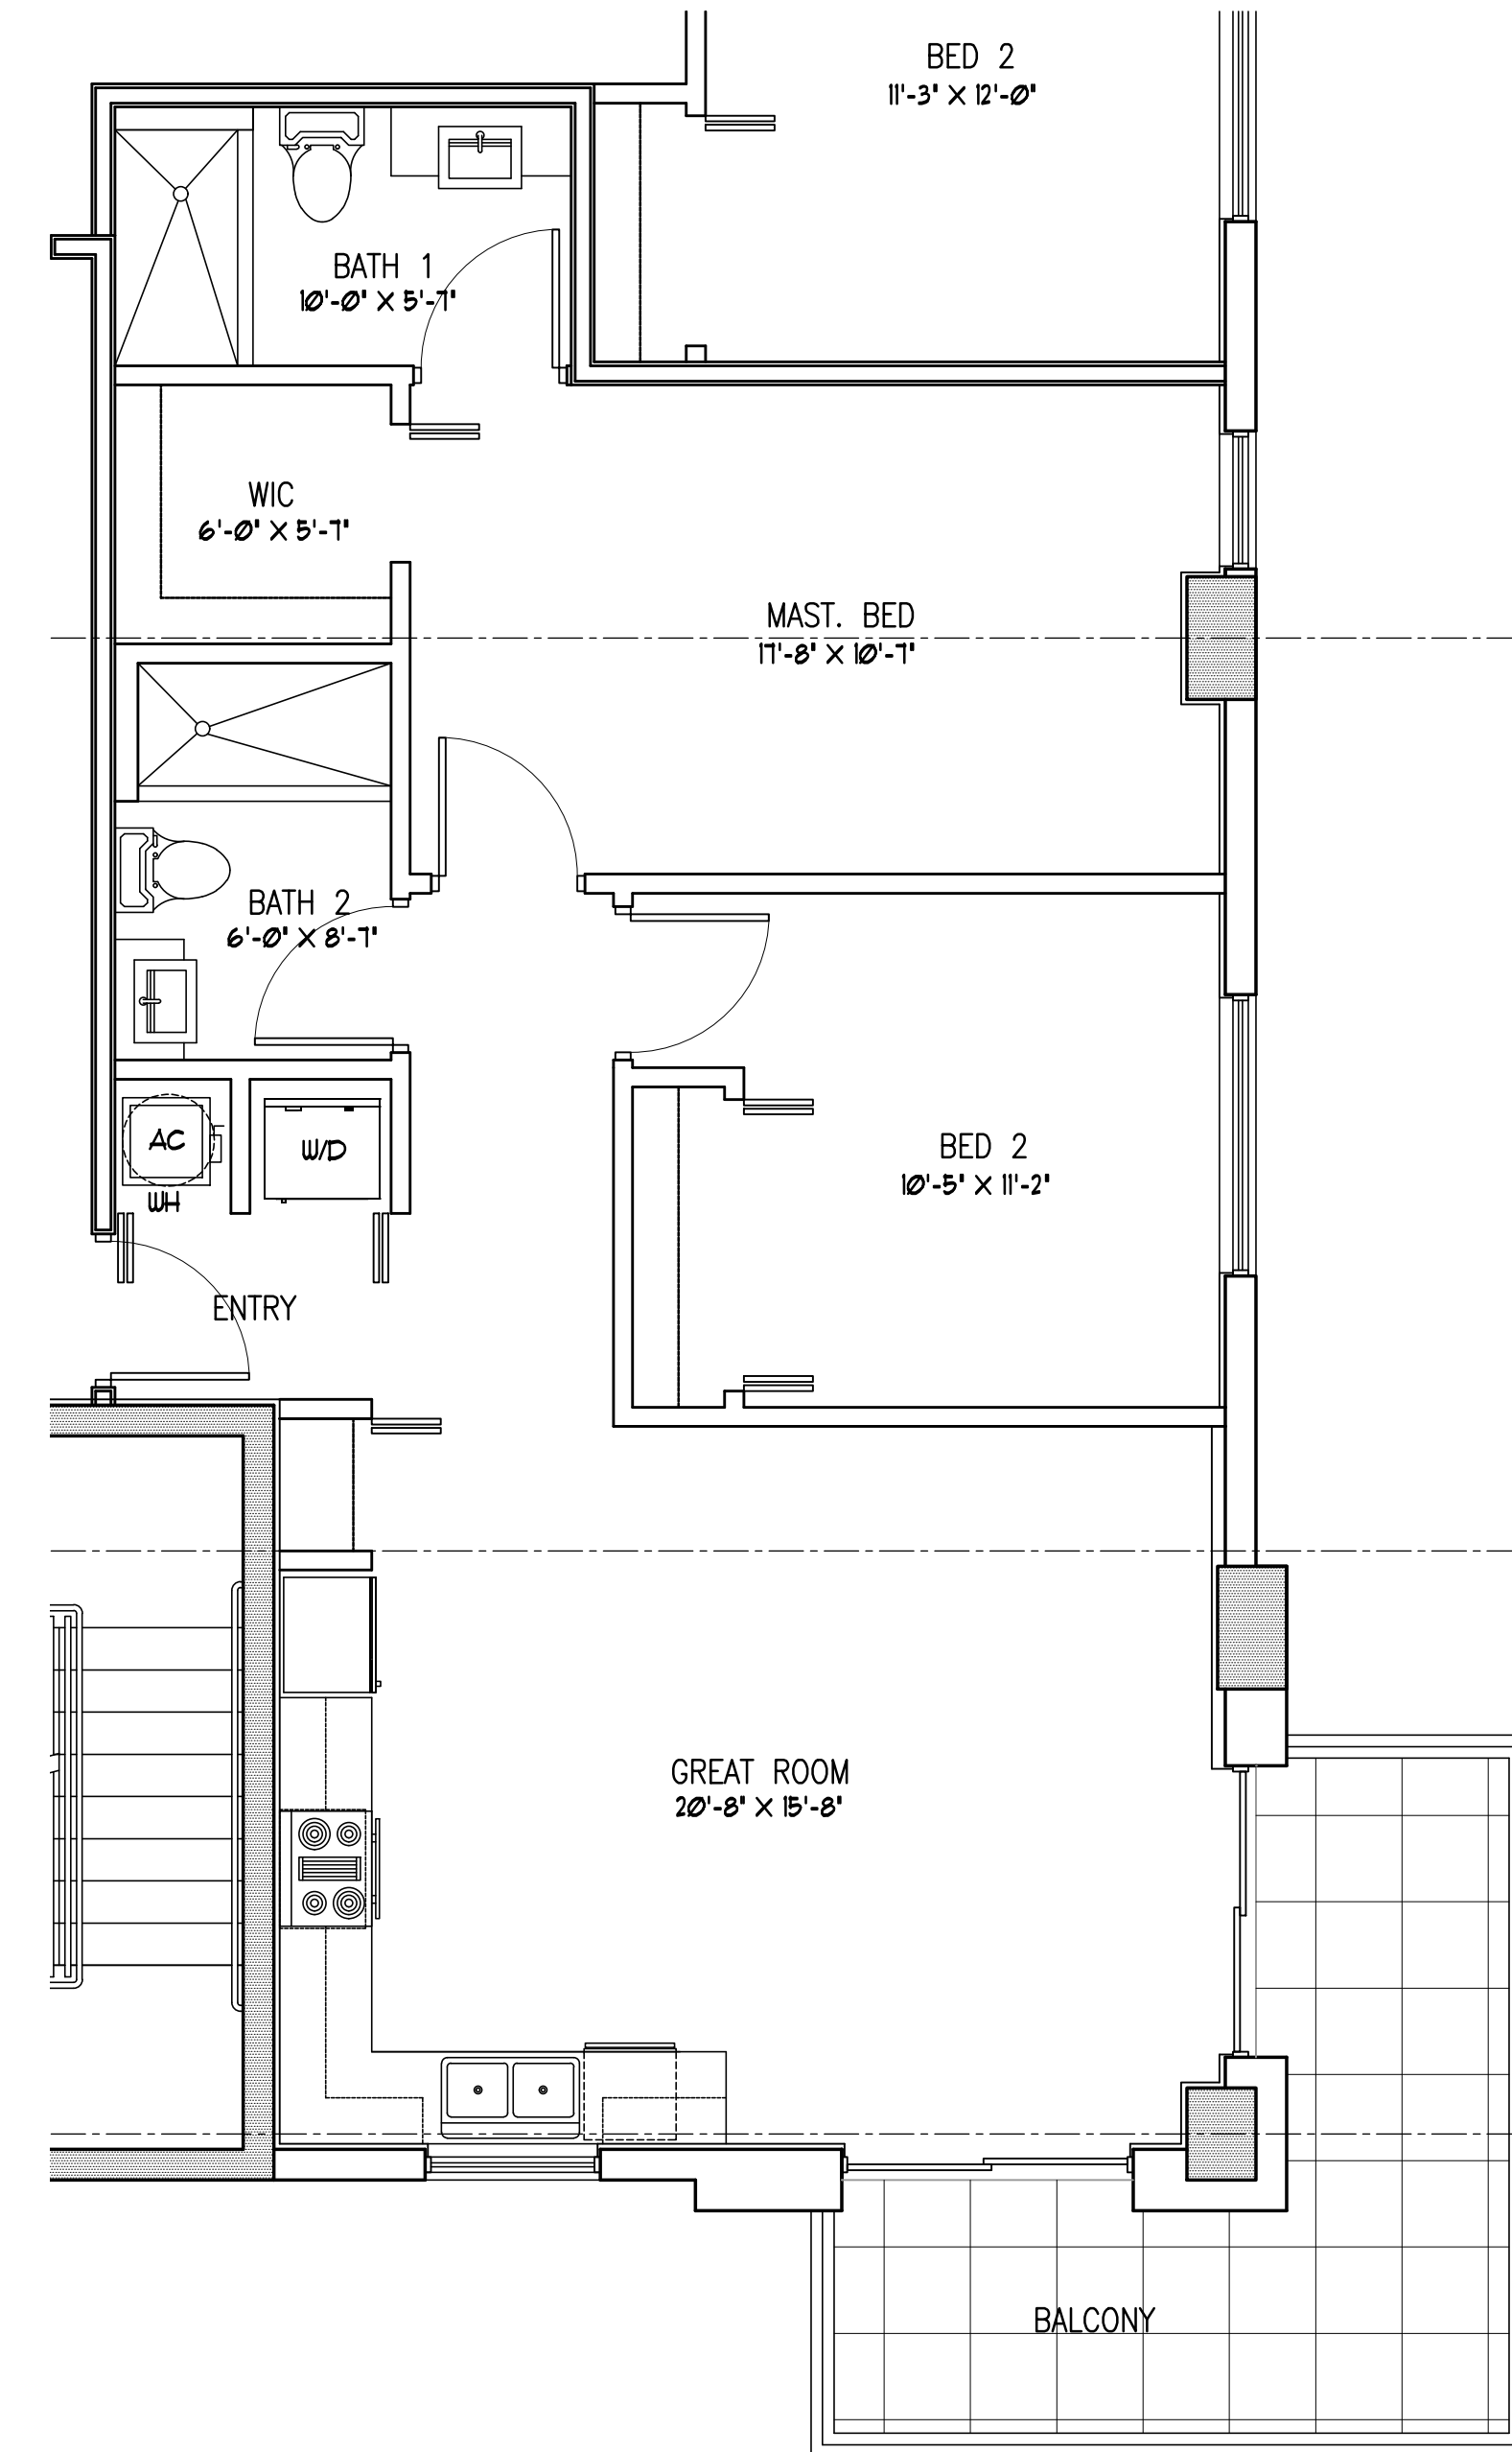 BED 2
11'-3" X 12'-0"
BATH 1
10'-0" X 5'-7"
WIC
6'-0" X 5'-7"
MAST. BED
17'-8" X 10'-7"
BATH 2
6'-0" X 8'-7"
AC
W/D
WH
BED 2
10'-5" X 11'-2"
ENTRY
GREAT ROOM
20'-8" X 15'-8"
BALCONY